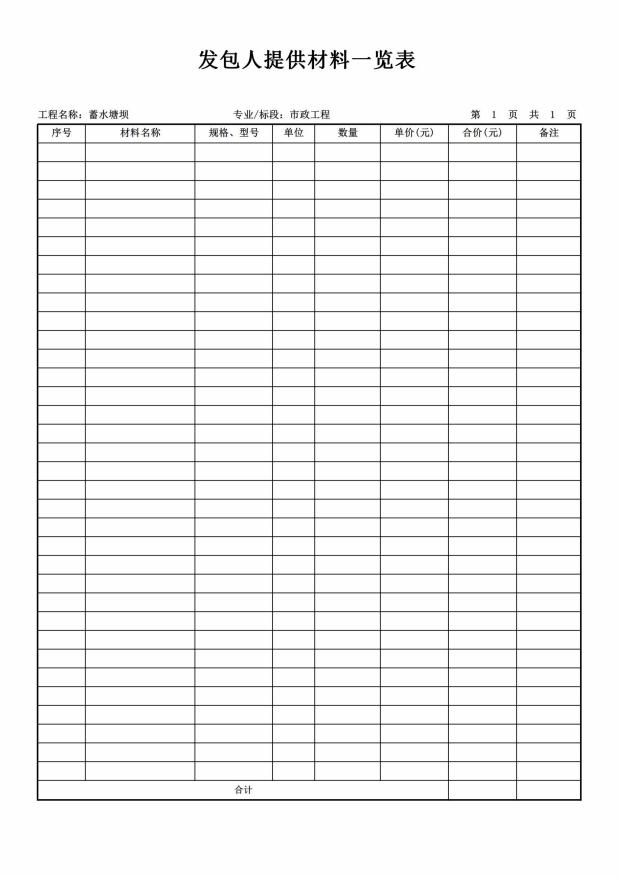 发包人提供材料一览表
工程名称：蓄水塘坝 专业/标段：市政工程 第 1 页 共 1 页
序号 材料名称 规格、型号 单位 数量 单价(元) 合价(元) 备注
合计